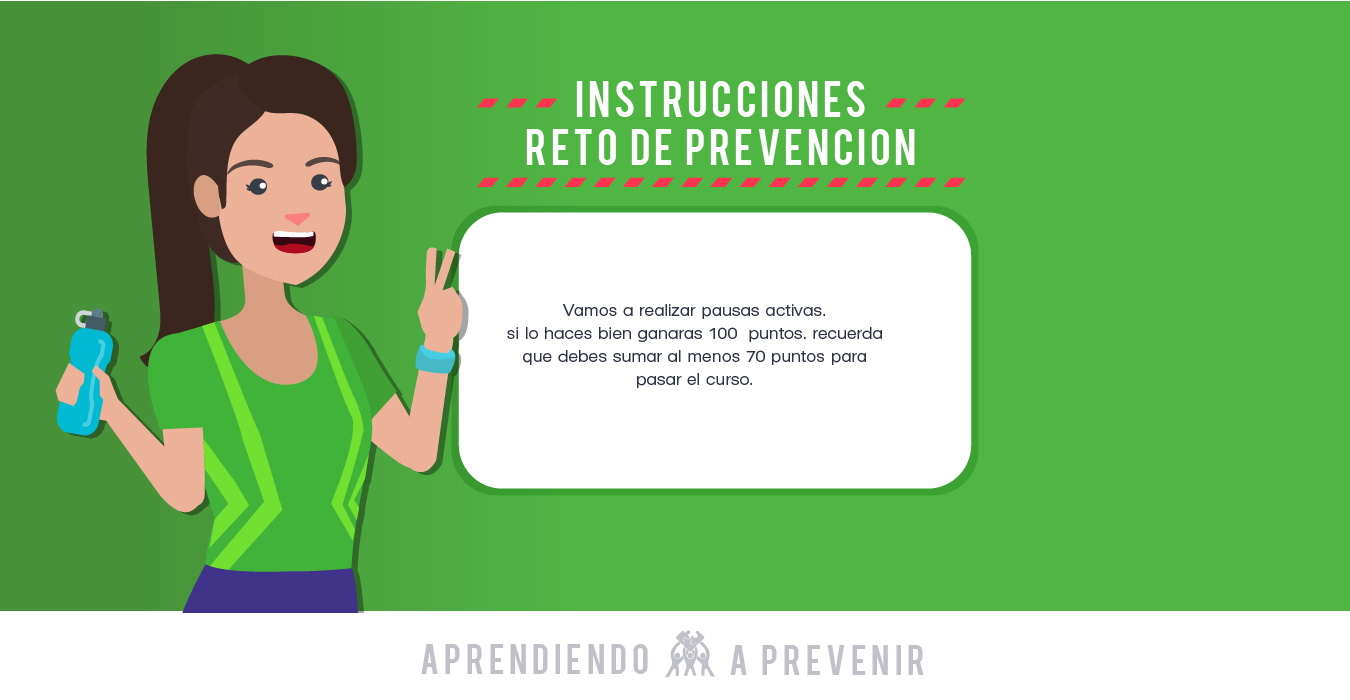 INSTRUCCIONES
RETO DE PREVENCION
Vamos a realizar pausas activas.
si lo haces bien ganaras 100  puntos. recuerda
que debes sumar al menos 70 puntos para
pasar el curso.
APRENDIENDO A PREVENIR